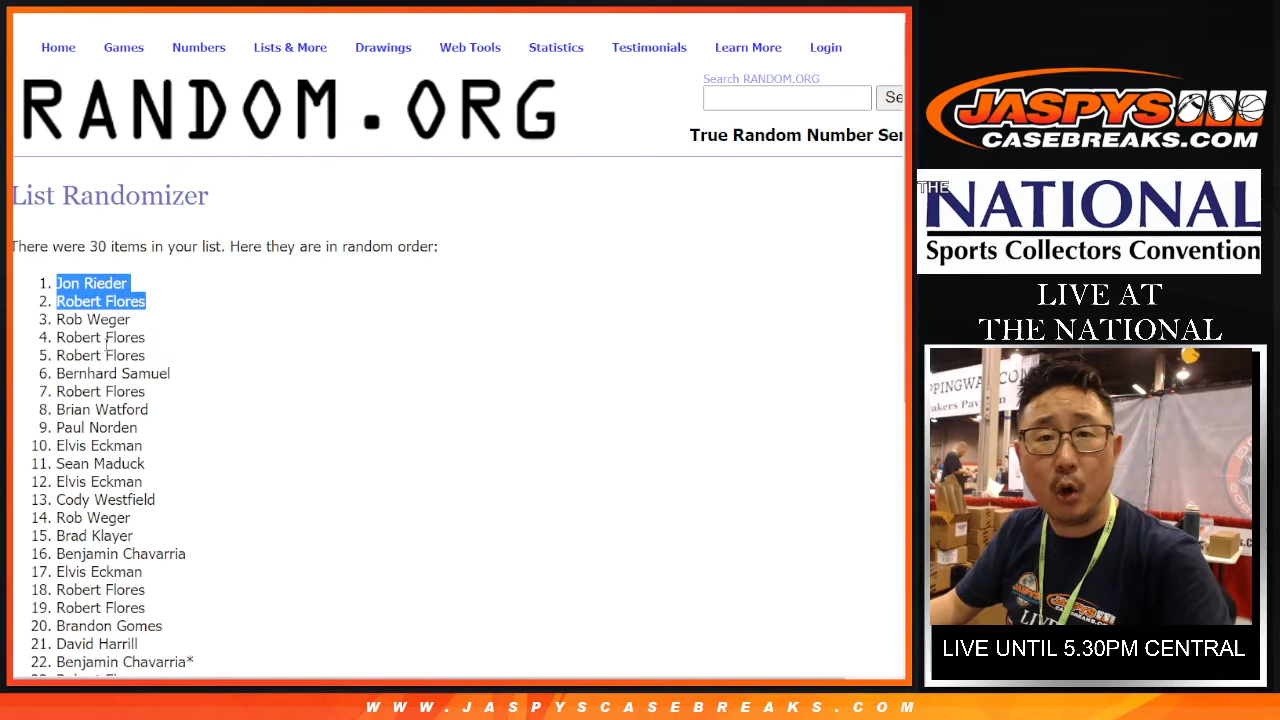 Home Games Numbers Lists & More Drawings Web Tools Statistics Testimonials Learn More Login
RANDOM.ORG
Search RANDOM.ORG
Se
True Random Number Ser
List Randomizer
There were 30 items in your list. Here they are in random order:
1. Jon Rieder
2. Robert Flores
3. Rob Weger
4. Robert Flores
5. Robert Flores
6. Bernhard Samuel
7. Robert Flores
8. Brian Watford
9. Paul Norden
10. Elvis Eckman
11. Sean Maduck
12. Elvis Eckman
13. Cody Westfield
14. Rob Weger
15. Brad Klayer
16. Benjamin Chavarria
17. Elvis Eckman
18. Robert Flores
19. Robert Flores
20. Brandon Gomes
21. David Harrill
22. Benjamin Chavarria*
JASPYS
CASEBREAKS.COM
THE
NATIONAL
Sports Collectors Convention
LIVE AT
THE NATIONAL
PPINGWA
akers Pav
JASPYS
LIVE UNTIL 5.30PM CENTRAL
WWW.JASPYSCASEBREAKS.COM